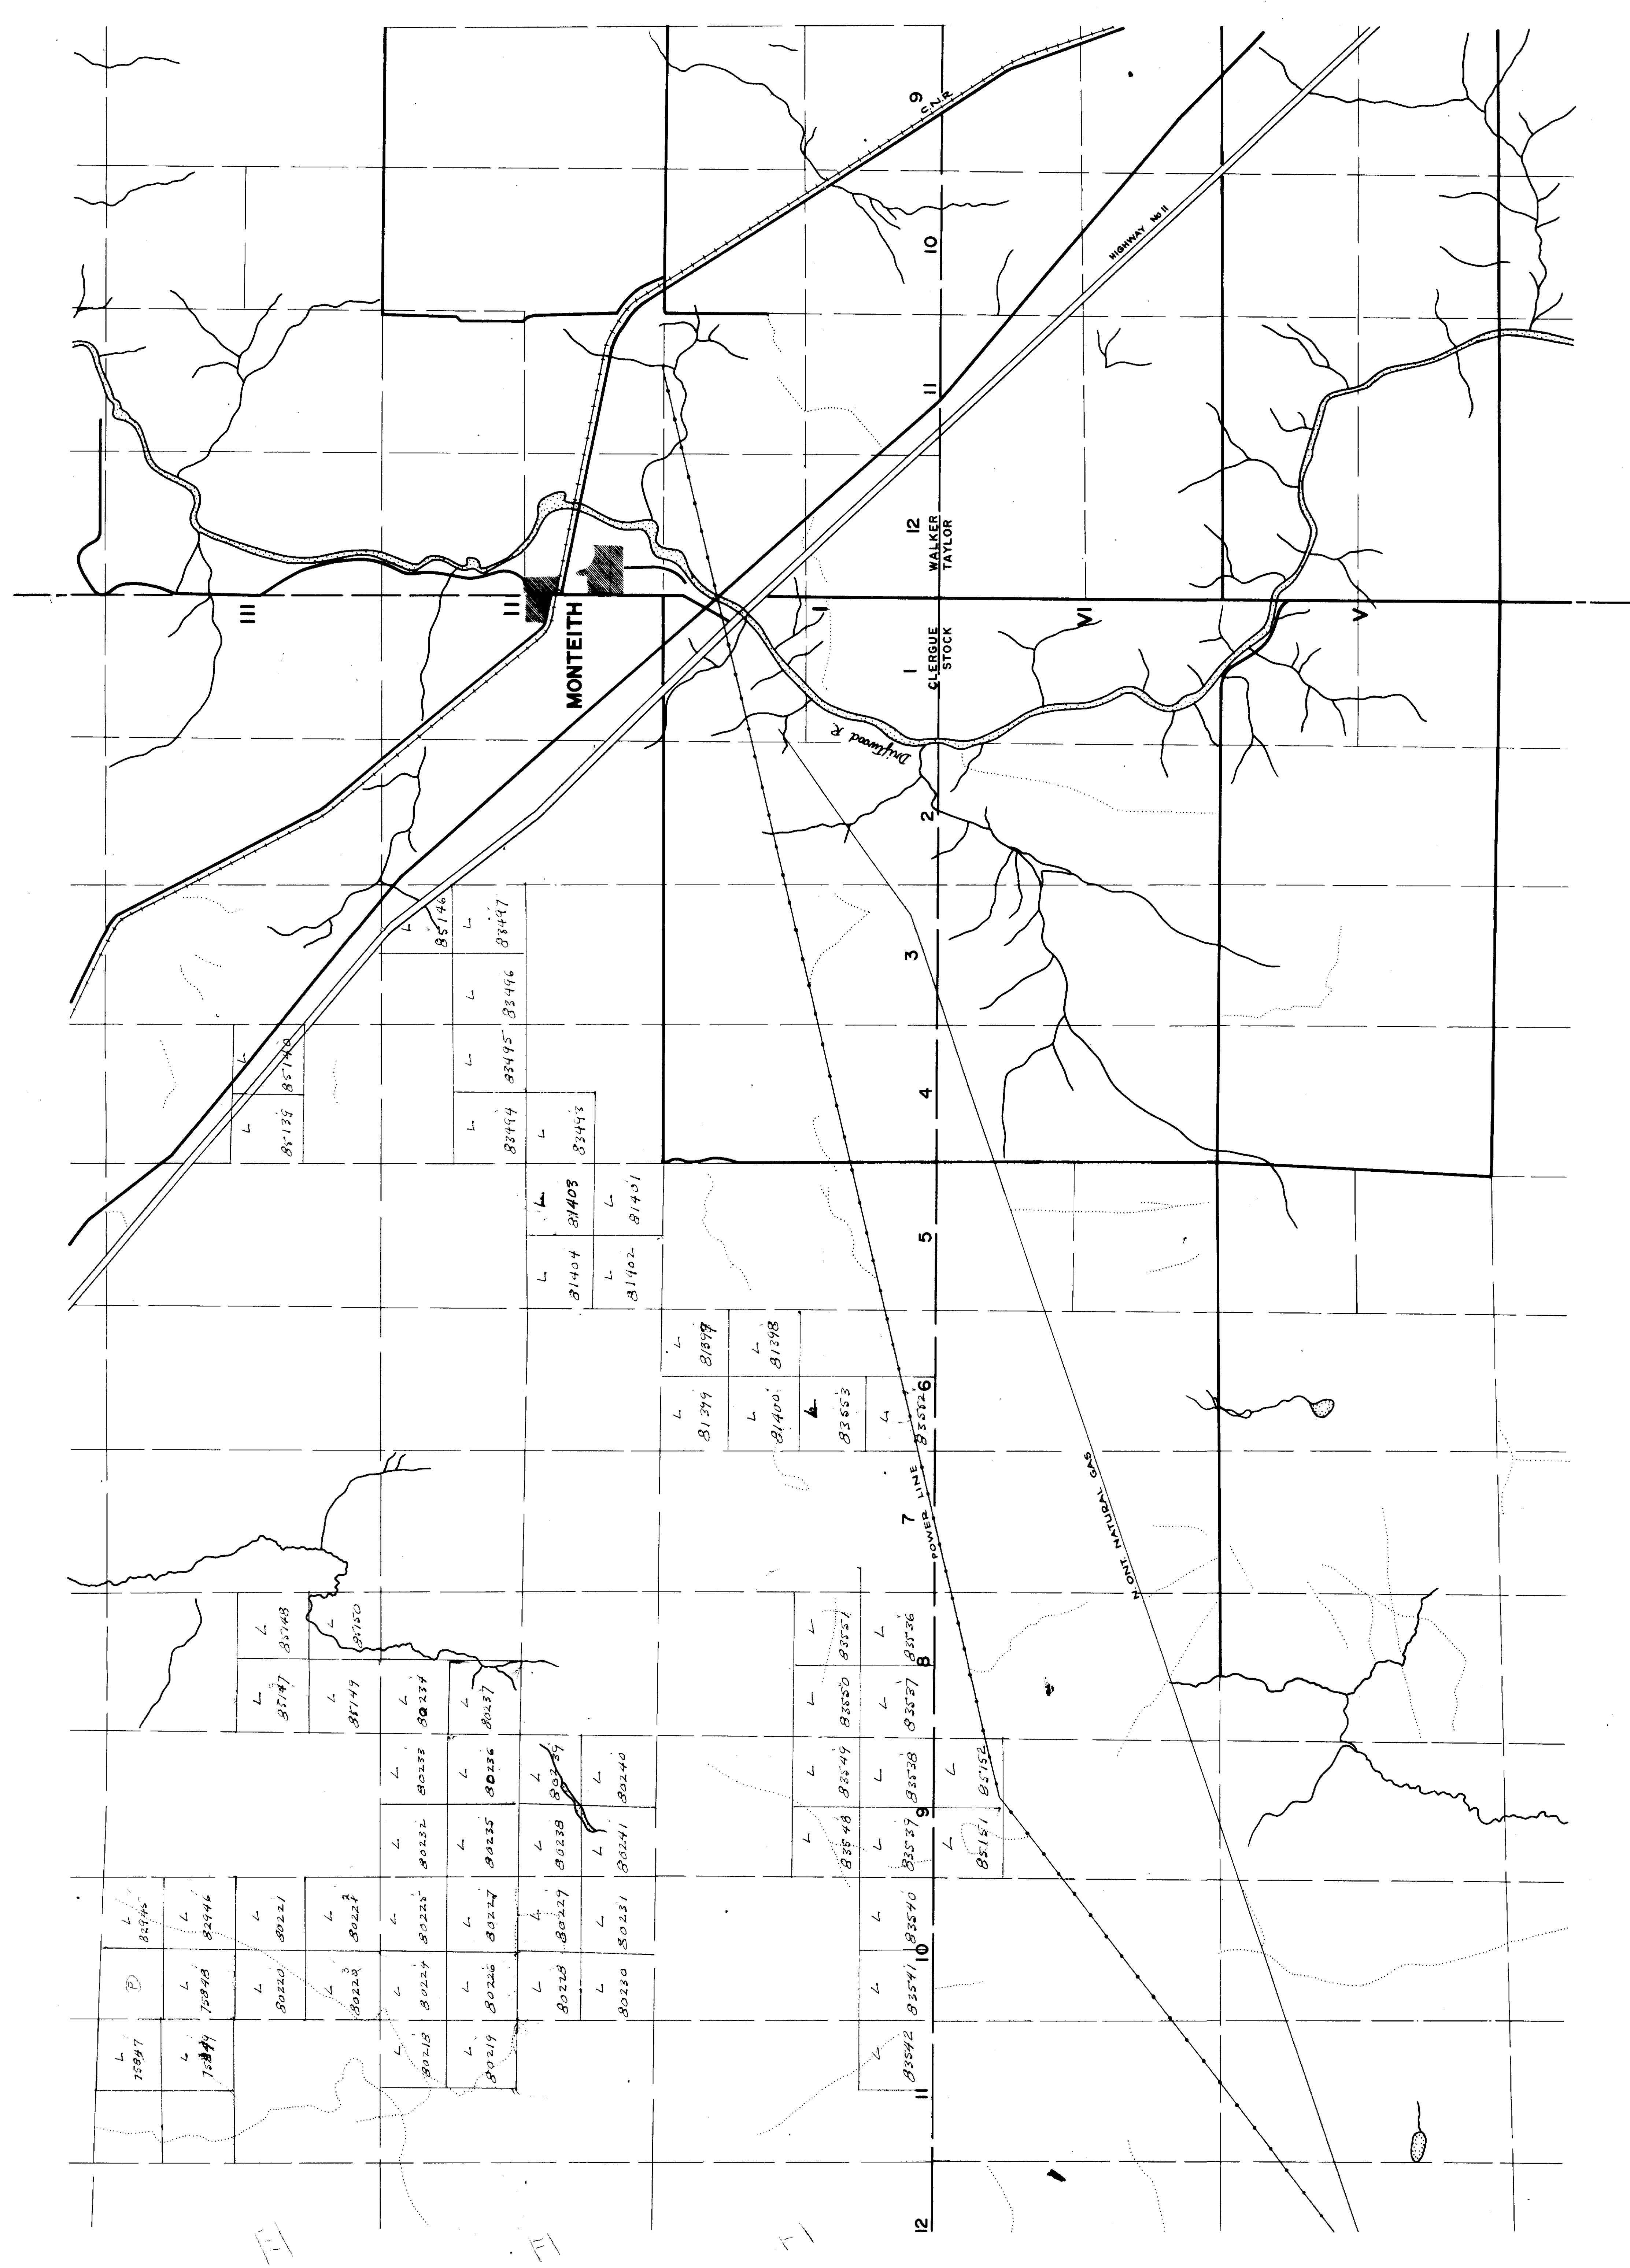 9
C.N.R.
10
HIGHWAY No 11
11
12
WALKER
TAYLOR
III
II
MONTEITH
I
VI
V
1
CLERGUE
STOCK
Driftwood R.
2
3
4
5
6
7
8
9
10
11
12
POWER LINE
N. ONT. NATURAL GAS
L
85146
L
83497
L
83496
L
83495
L
83494
L
83493
L
85140
L
85139
L
81403
L
81401
L
81404
L
81402
L
81397
L
81398
L
81399
L
81400
L
83553
L
83552
L
85148
L
85150
L
85147
L
85149
L
80234
L
80237
L
80233
L
80236
L
80239
L
80240
L
80232
L
80235
L
80238
L
80241
L
83551
L
83536
L
83550
L
83537
L
83549
L
83538
L
85152
L
83548
L
83539
L
85151
L
82945
L
82946
L
80221
L
80222
L
80225
L
80227
L
80229
L
80231
L
83540
P
L
75848
L
80220
L
80223
L
80224
L
80226
L
80228
L
80230
L
83541
L
75847
L
75849
L
80218
L
80219
L
83542